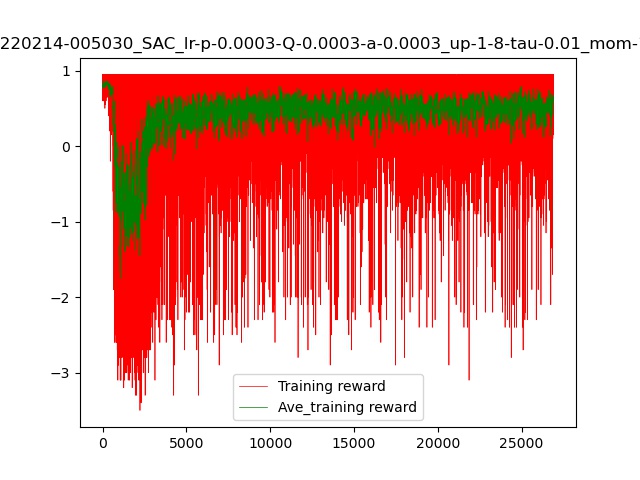 220214-005030_SAC_lr-p-0.0003-Q-0.0003-a-0.0003_up-1-8-tau-0.01_mom-
1
0
−1
−2
−3
0 5000 10000 15000 20000 25000
Training reward
Ave_training reward